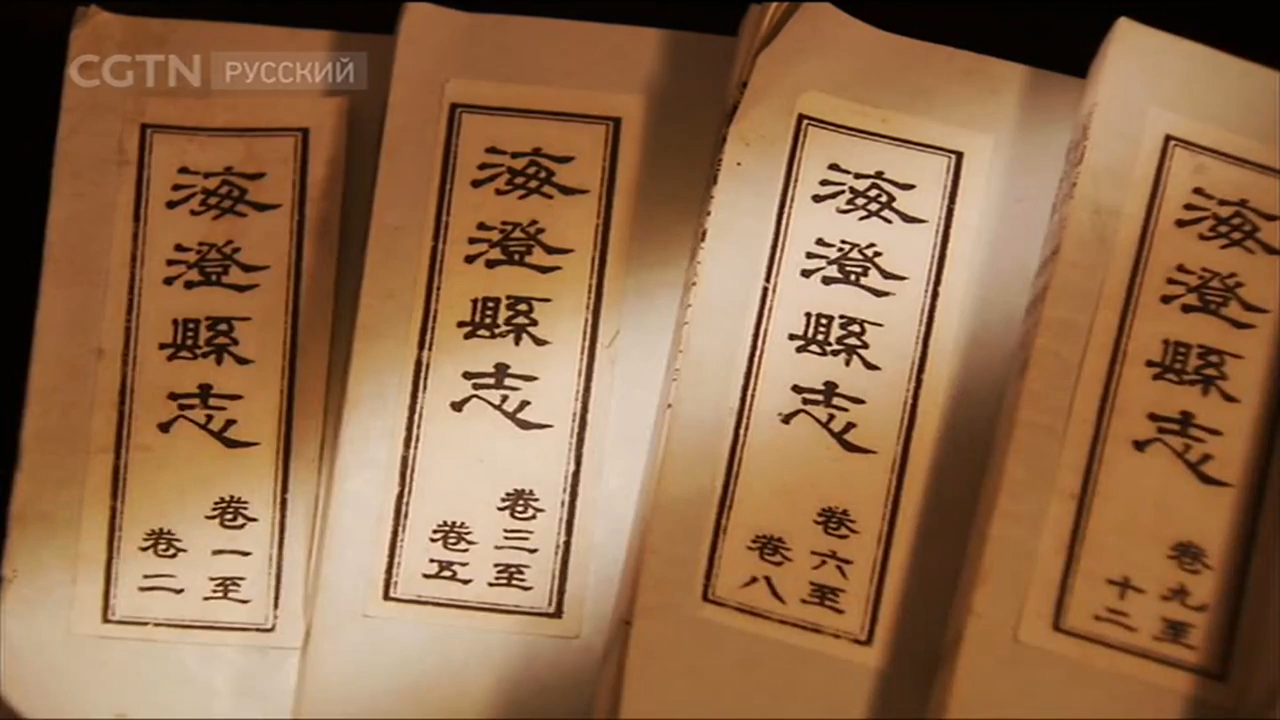 CGTN РУССКИЙ
海澄縣志
卷一至
卷二
海澄縣志
卷三至
卷五
海澄縣志
卷六至
卷八
海澄縣志
卷九至
十二